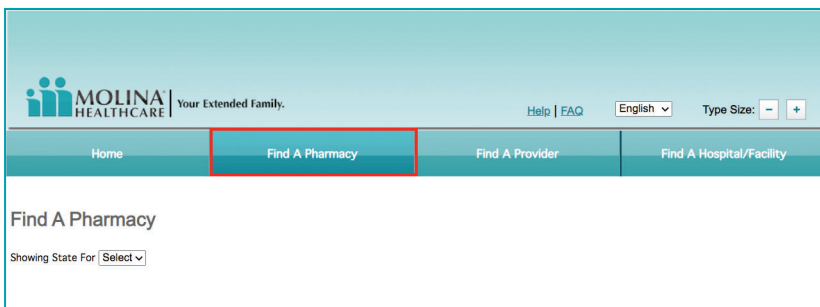 MOLINA
HEALTHCARE
Your Extended Family.
Help | FAQ English Type Size: - +
Home Find A Pharmacy Find A Provider Find A Hospital/Facility
Find A Pharmacy
Showing State For Select